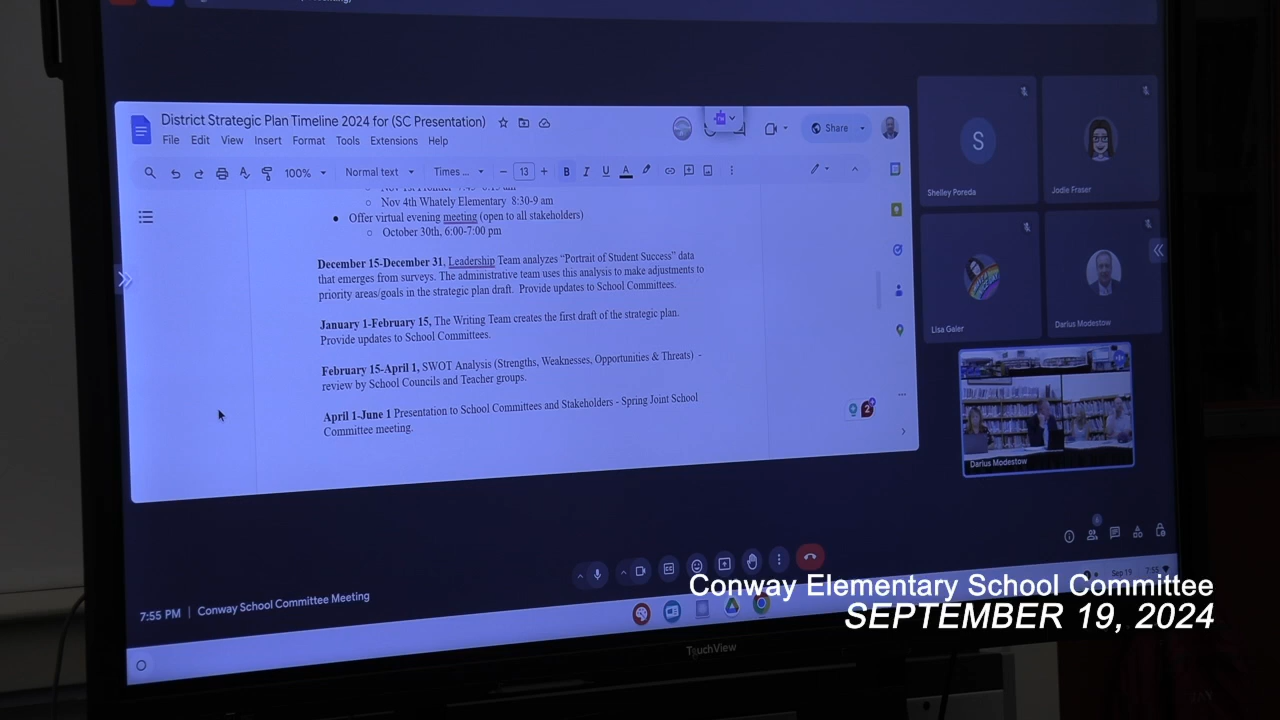 District Strategic Plan Timeline 2024 for (SC Presentation)
File Edit View Insert Format Tools Extensions Help
Share
100% Normal text Times ... 13 B I U A
Nov 4th Whately Elementary 8:30-9 am
Offer virtual evening meeting (open to all stakeholders)
October 30th, 6:00-7:00 pm
December 15-December 31, Leadership Team analyzes “Portrait of Student Success” data
that emerges from surveys. The administrative team uses this analysis to make adjustments to
priority areas/goals in the strategic plan draft. Provide updates to School Committees.
January 1-February 15, The Writing Team creates the first draft of the strategic plan.
Provide updates to School Committees.
February 15-April 1, SWOT Analysis (Strengths, Weaknesses, Opportunities & Threats) -
review by School Councils and Teacher groups.
April 1-June 1 Presentation to School Committees and Stakeholders - Spring Joint School
Committee meeting.
2
S
Shelley Poreda
Jodie Fraser
Lisa Galer
Darius Modestow
Darius Modestow
7:55 PM | Conway School Committee Meeting
Sep 19 7:55
TouchView
Conway Elementary School Committee
SEPTEMBER 19, 2024